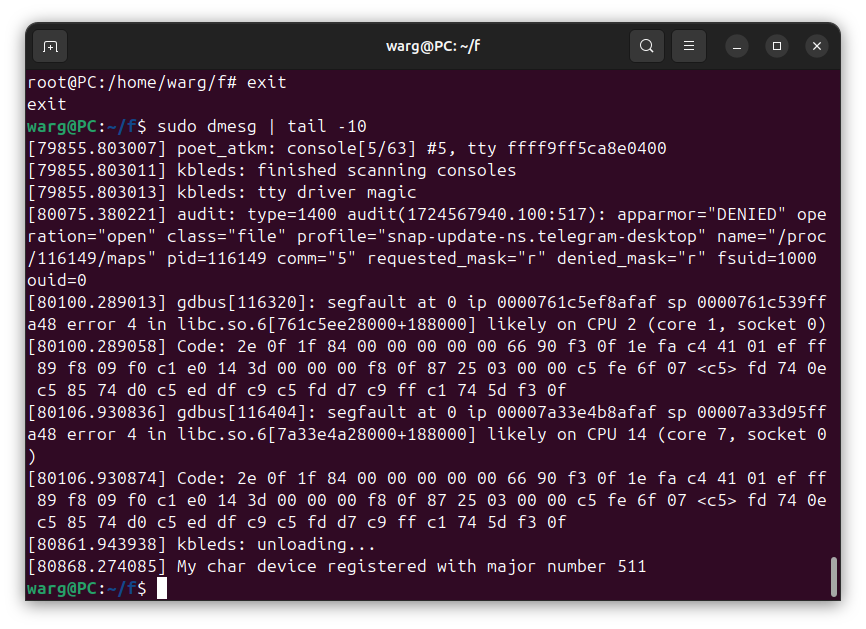 warg@PC: ~/f
root@PC:/home/warg/f# exit
exit
warg@PC:~/f$ sudo dmesg | tail -10
[79855.803007] poet_atkm: console[5/63] #5, tty ffff9ff5ca8e0400
[79855.803011] kbleds: finished scanning consoles
[79855.803013] kbleds: tty driver magic
[80075.380221] audit: type=1400 audit(1724567940.100:517): apparmor="DENIED" ope
ration="open" class="file" profile="snap-update-ns.telegram-desktop" name="/proc
/116149/maps" pid=116149 comm="5" requested_mask="r" denied_mask="r" fsuid=1000
ouid=0
[80100.289013] gdbus[116320]: segfault at 0 ip 0000761c5ef8afaf sp 0000761c539ff
a48 error 4 in libc.so.6[761c5ee28000+188000] likely on CPU 2 (core 1, socket 0)
[80100.289058] Code: 2e 0f 1f 84 00 00 00 00 00 66 90 f3 0f 1e fa c4 41 01 ef ff
89 f8 09 f0 c1 e0 14 3d 00 00 00 f8 0f 87 25 03 00 00 c5 fe 6f 07 <c5> fd 74 0e
c5 85 74 d0 c5 ed df c9 c5 fd d7 c9 ff c1 74 5d f3 0f
[80106.930836] gdbus[116404]: segfault at 0 ip 00007a33e4b8afaf sp 00007a33d95ff
a48 error 4 in libc.so.6[7a33e4a28000+188000] likely on CPU 14 (core 7, socket 0
)
[80106.930874] Code: 2e 0f 1f 84 00 00 00 00 00 66 90 f3 0f 1e fa c4 41 01 ef ff
89 f8 09 f0 c1 e0 14 3d 00 00 00 f8 0f 87 25 03 00 00 c5 fe 6f 07 <c5> fd 74 0e
c5 85 74 d0 c5 ed df c9 c5 fd d7 c9 ff c1 74 5d f3 0f
[80861.943938] kbleds: unloading...
[80868.274085] My char device registered with major number 511
warg@PC:~/f$